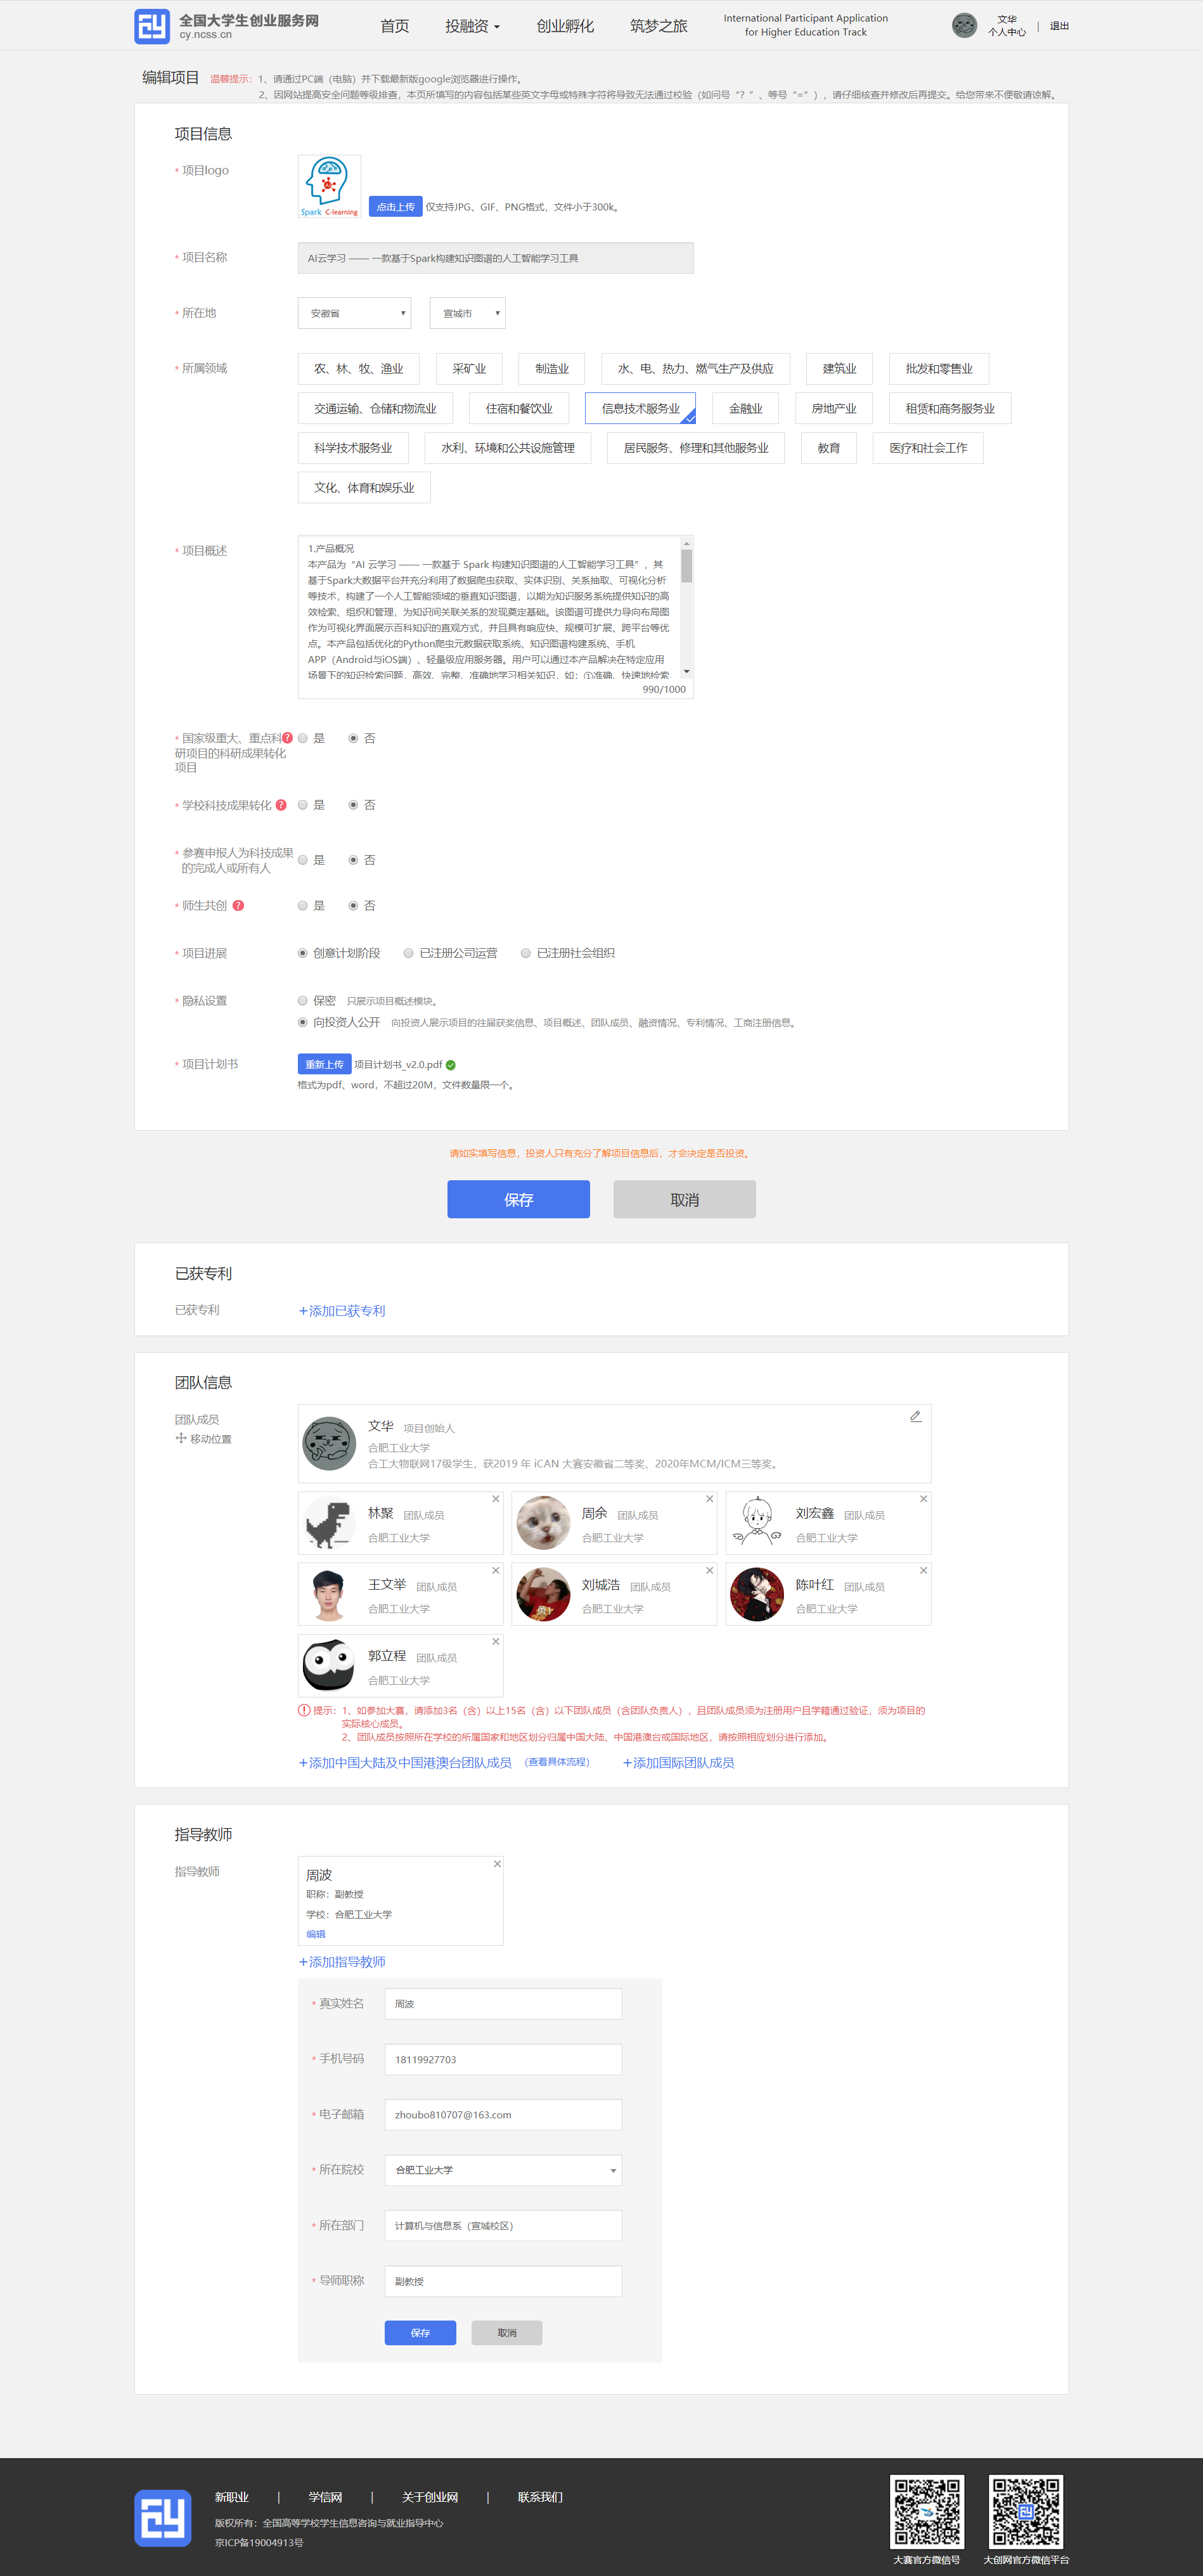 全国大学生创业服务网
cy.ncss.cn
首页
投融资
创业孵化
筑梦之旅
International Participant Application
for Higher Education Track
文华
个人中心
|
退出
编辑项目
温馨提示：1、请通过PC端（电脑）并下载最新版google浏览器进行操作。
2、因网站提高安全问题等级排查，本页所填写的内容包括某些英文字母或特殊字符将导致无法通过校验（如问号“？”、等号“=”），请仔细核查并修改后再提交。给您带来不便敬请谅解。
项目信息
* 项目logo
Spark C-learning
点击上传 仅支持JPG、GIF、PNG格式，文件小于300k。
* 项目名称
AI云学习 —— 一款基于Spark构建知识图谱的人工智能学习工具
* 所在地
安徽省
宣城市
* 所属领域
农、林、牧、渔业
采矿业
制造业
水、电、热力、燃气生产及供应
建筑业
批发和零售业
交通运输、仓储和物流业
住宿和餐饮业
信息技术服务业
金融业
房地产业
租赁和商务服务业
科学技术服务业
水利、环境和公共设施管理
居民服务、修理和其他服务业
教育
医疗和社会工作
文化、体育和娱乐业
* 项目概述
1.产品概况
本产品为“AI 云学习 —— 一款基于 Spark 构建知识图谱的人工智能学习工具”，其
基于Spark大数据平台并充分利用了数据爬虫获取、实体识别、关系抽取、可视化分析
等技术，构建了一个人工智能领域的垂直知识图谱，以期为知识服务系统提供知识的高
效检索、组织和管理，为知识间关联关系的发现奠定基础。该图谱可提供力导向布局图
作为可视化界面展示百科知识的直观方式，并且具有响应快、规模可扩展、跨平台等优
点。本产品包括优化的Python爬虫元数据获取系统、知识图谱构建系统、手机
APP（Android与iOS端）、轻量级应用服务器。用户可以通过本产品解决在特定应用
场景下的知识检索问题，高效、完整、准确地学习相关知识，如：①准确、快速地检索
990/1000
* 国家级重大、重点科
研项目的科研成果转化
项目
?
是
否
* 学校科技成果转化 ?
是
否
* 参赛申报人为科技成果
的完成人或所有人
是
否
* 师生共创 ?
是
否
* 项目进展
创意计划阶段
已注册公司运营
已注册社会组织
* 隐私设置
保密 只展示项目概述模块。
向投资人公开 向投资人展示项目的往届获奖信息、项目概述、团队成员、融资情况、专利情况、工商注册信息。
* 项目计划书
重新上传 项目计划书_v2.0.pdf
格式为pdf、word，不超过20M，文件数量限一个。
请如实填写信息，投资人只有充分了解项目信息后，才会决定是否投资。
保存
取消
已获专利
已获专利
+添加已获专利
团队信息
团队成员
移动位置
文华 项目创始人
合肥工业大学
合工大物联网17级学生，获2019 年 iCAN 大赛安徽省二等奖、2020年MCM/ICM三等奖。
林聚 团队成员
合肥工业大学
周余 团队成员
合肥工业大学
刘宏鑫 团队成员
合肥工业大学
王文举 团队成员
合肥工业大学
刘城浩 团队成员
合肥工业大学
陈叶红 团队成员
合肥工业大学
郭立程 团队成员
合肥工业大学
提示：1、如参加大赛，请添加3名（含）以上15名（含）以下团队成员（含团队负责人），且团队成员须为注册用户且学籍通过验证，须为项目的
实际核心成员。
2、团队成员按照所在学校的所属国家和地区划分归属中国大陆、中国港澳台或国际地区，请按照相应划分进行添加。
+添加中国大陆及中国港澳台团队成员 （查看具体流程）
+添加国际团队成员
指导教师
指导教师
周波
职称：副教授
学校：合肥工业大学
编辑
+添加指导教师
* 真实姓名
周波
* 手机号码
18119927703
* 电子邮箱
zhoubo810707@163.com
* 所在院校
合肥工业大学
* 所在部门
计算机与信息系（宣城校区）
* 导师职称
副教授
保存
取消
新职业 | 学信网 | 关于创业网 | 联系我们
版权所有：全国高等学校学生信息咨询与就业指导中心
京ICP备19004913号
大赛官方微信号
大创网官方微信平台